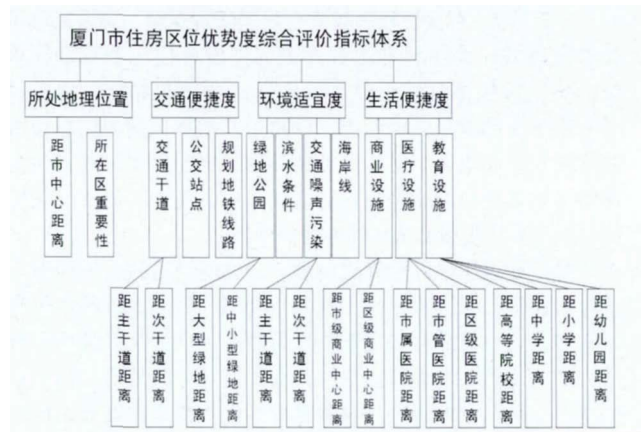 厦门市住房区位优势度综合评价指标体系
所处地理位置
交通便捷度
环境适宜度
生活便捷度
距市中心距离
所在区重要性
交通干道
公交站点
规划地铁线路
绿地公园
滨水条件
交通噪声污染
海岸线
商业设施
医疗设施
教育设施
距主干道距离
距次干道距离
距大型绿地距离
距中小型绿地距离
距主干道距离
距次干道距离
距市级商业中心距离
距区级商业中心距离
距市属医院距离
距市管医院距离
距区级医院距离
距高等院校距离
距中学距离
距小学距离
距幼儿园距离